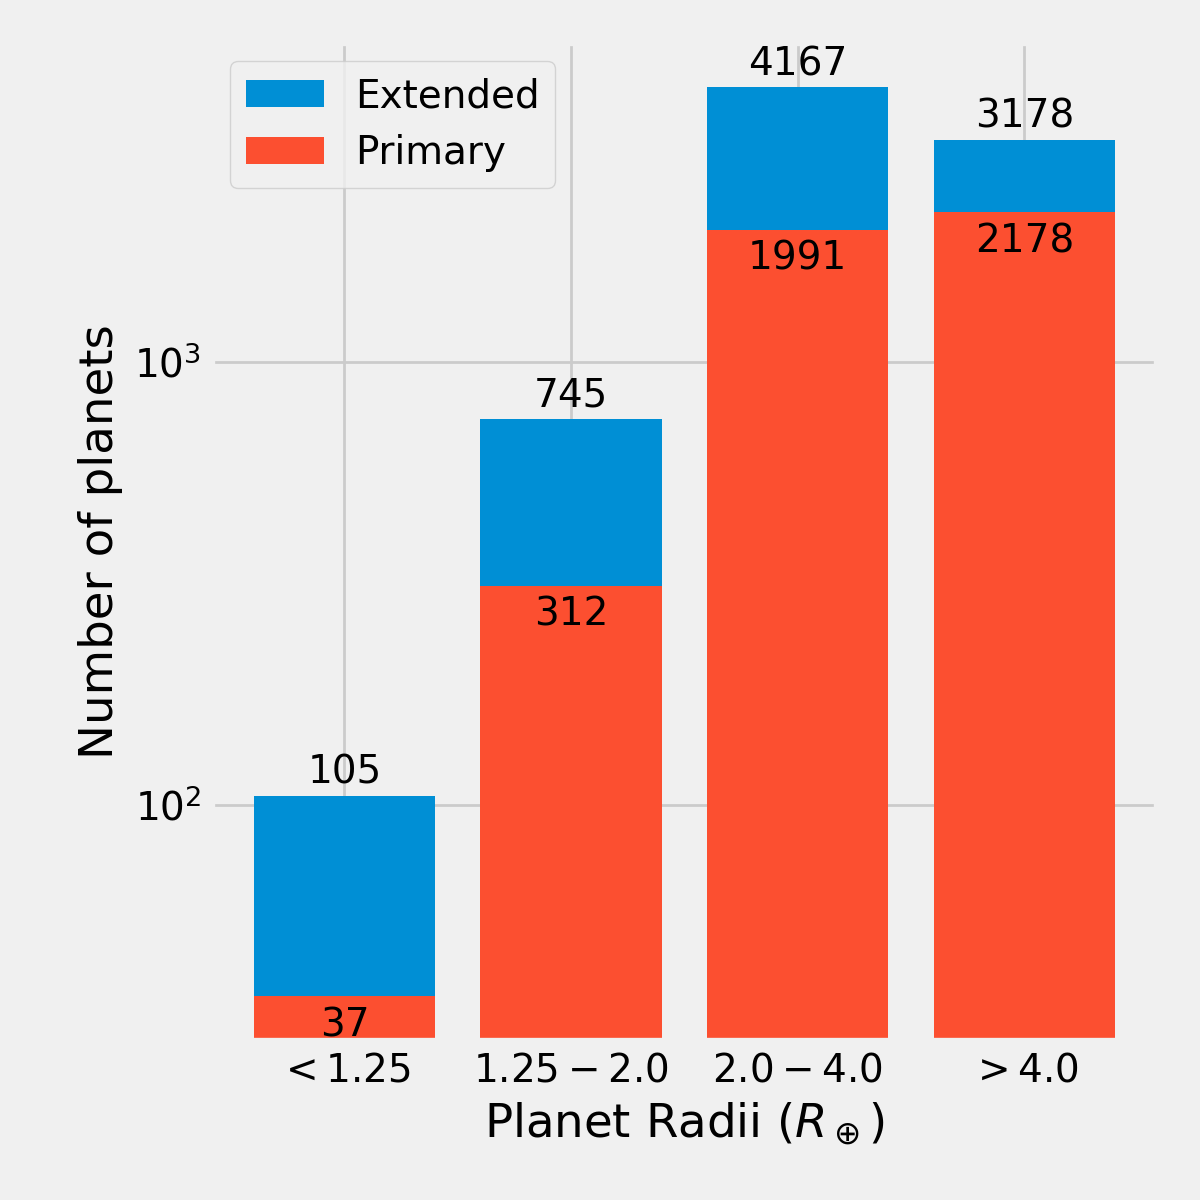 Extended
Primary
4167
3178
1991
2178
10³
745
312
105
10²
37
< 1.25
1.25 − 2.0
2.0 − 4.0
> 4.0
Number of planets
Planet Radii (R⊕)